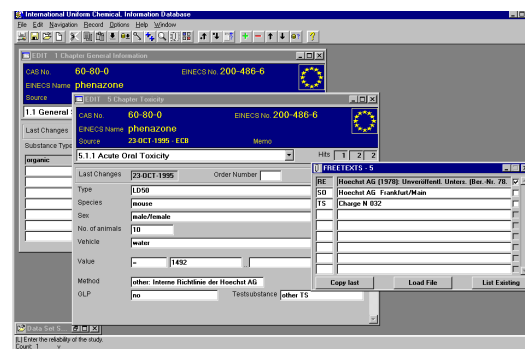 International Uniform Chemical Information Database
File Edit Navigation Record Options Help Window
EDIT 1 Chapter General Information
CAS No. 60-80-0 EINECS No. 200-486-6
EINECS Name phenazone
Source
1.1 General
Last Changes
Substance Type
organic
EDIT 5 Chapter Toxicity
CAS No. 60-80-0 EINECS No. 200-486-6
EINECS Name phenazone
Source 23-OCT-1995 - ECB Memo
5.1.1 Acute Oral Toxicity Hits 1 2 2
Last Changes 23-OCT-1995 Order Number
Type LD50
Species mouse
Sex male/female
No. of animals 10
Vehicle water
Value = 1492
Method other: Interne Richtlinie der Hoechst AG
GLP no Testsubstance other TS
FREETEXTS - 5
RE Hoechst AG (1978): Unveröffentl. Unters. (Ber.-Nr. 78.
SO Hoechst AG Frankfurt/Main
TS Charge N 032
Copy last Load File List Existing
Data Set S...
[L] Enter the reliability of the study.
Count: 1 v